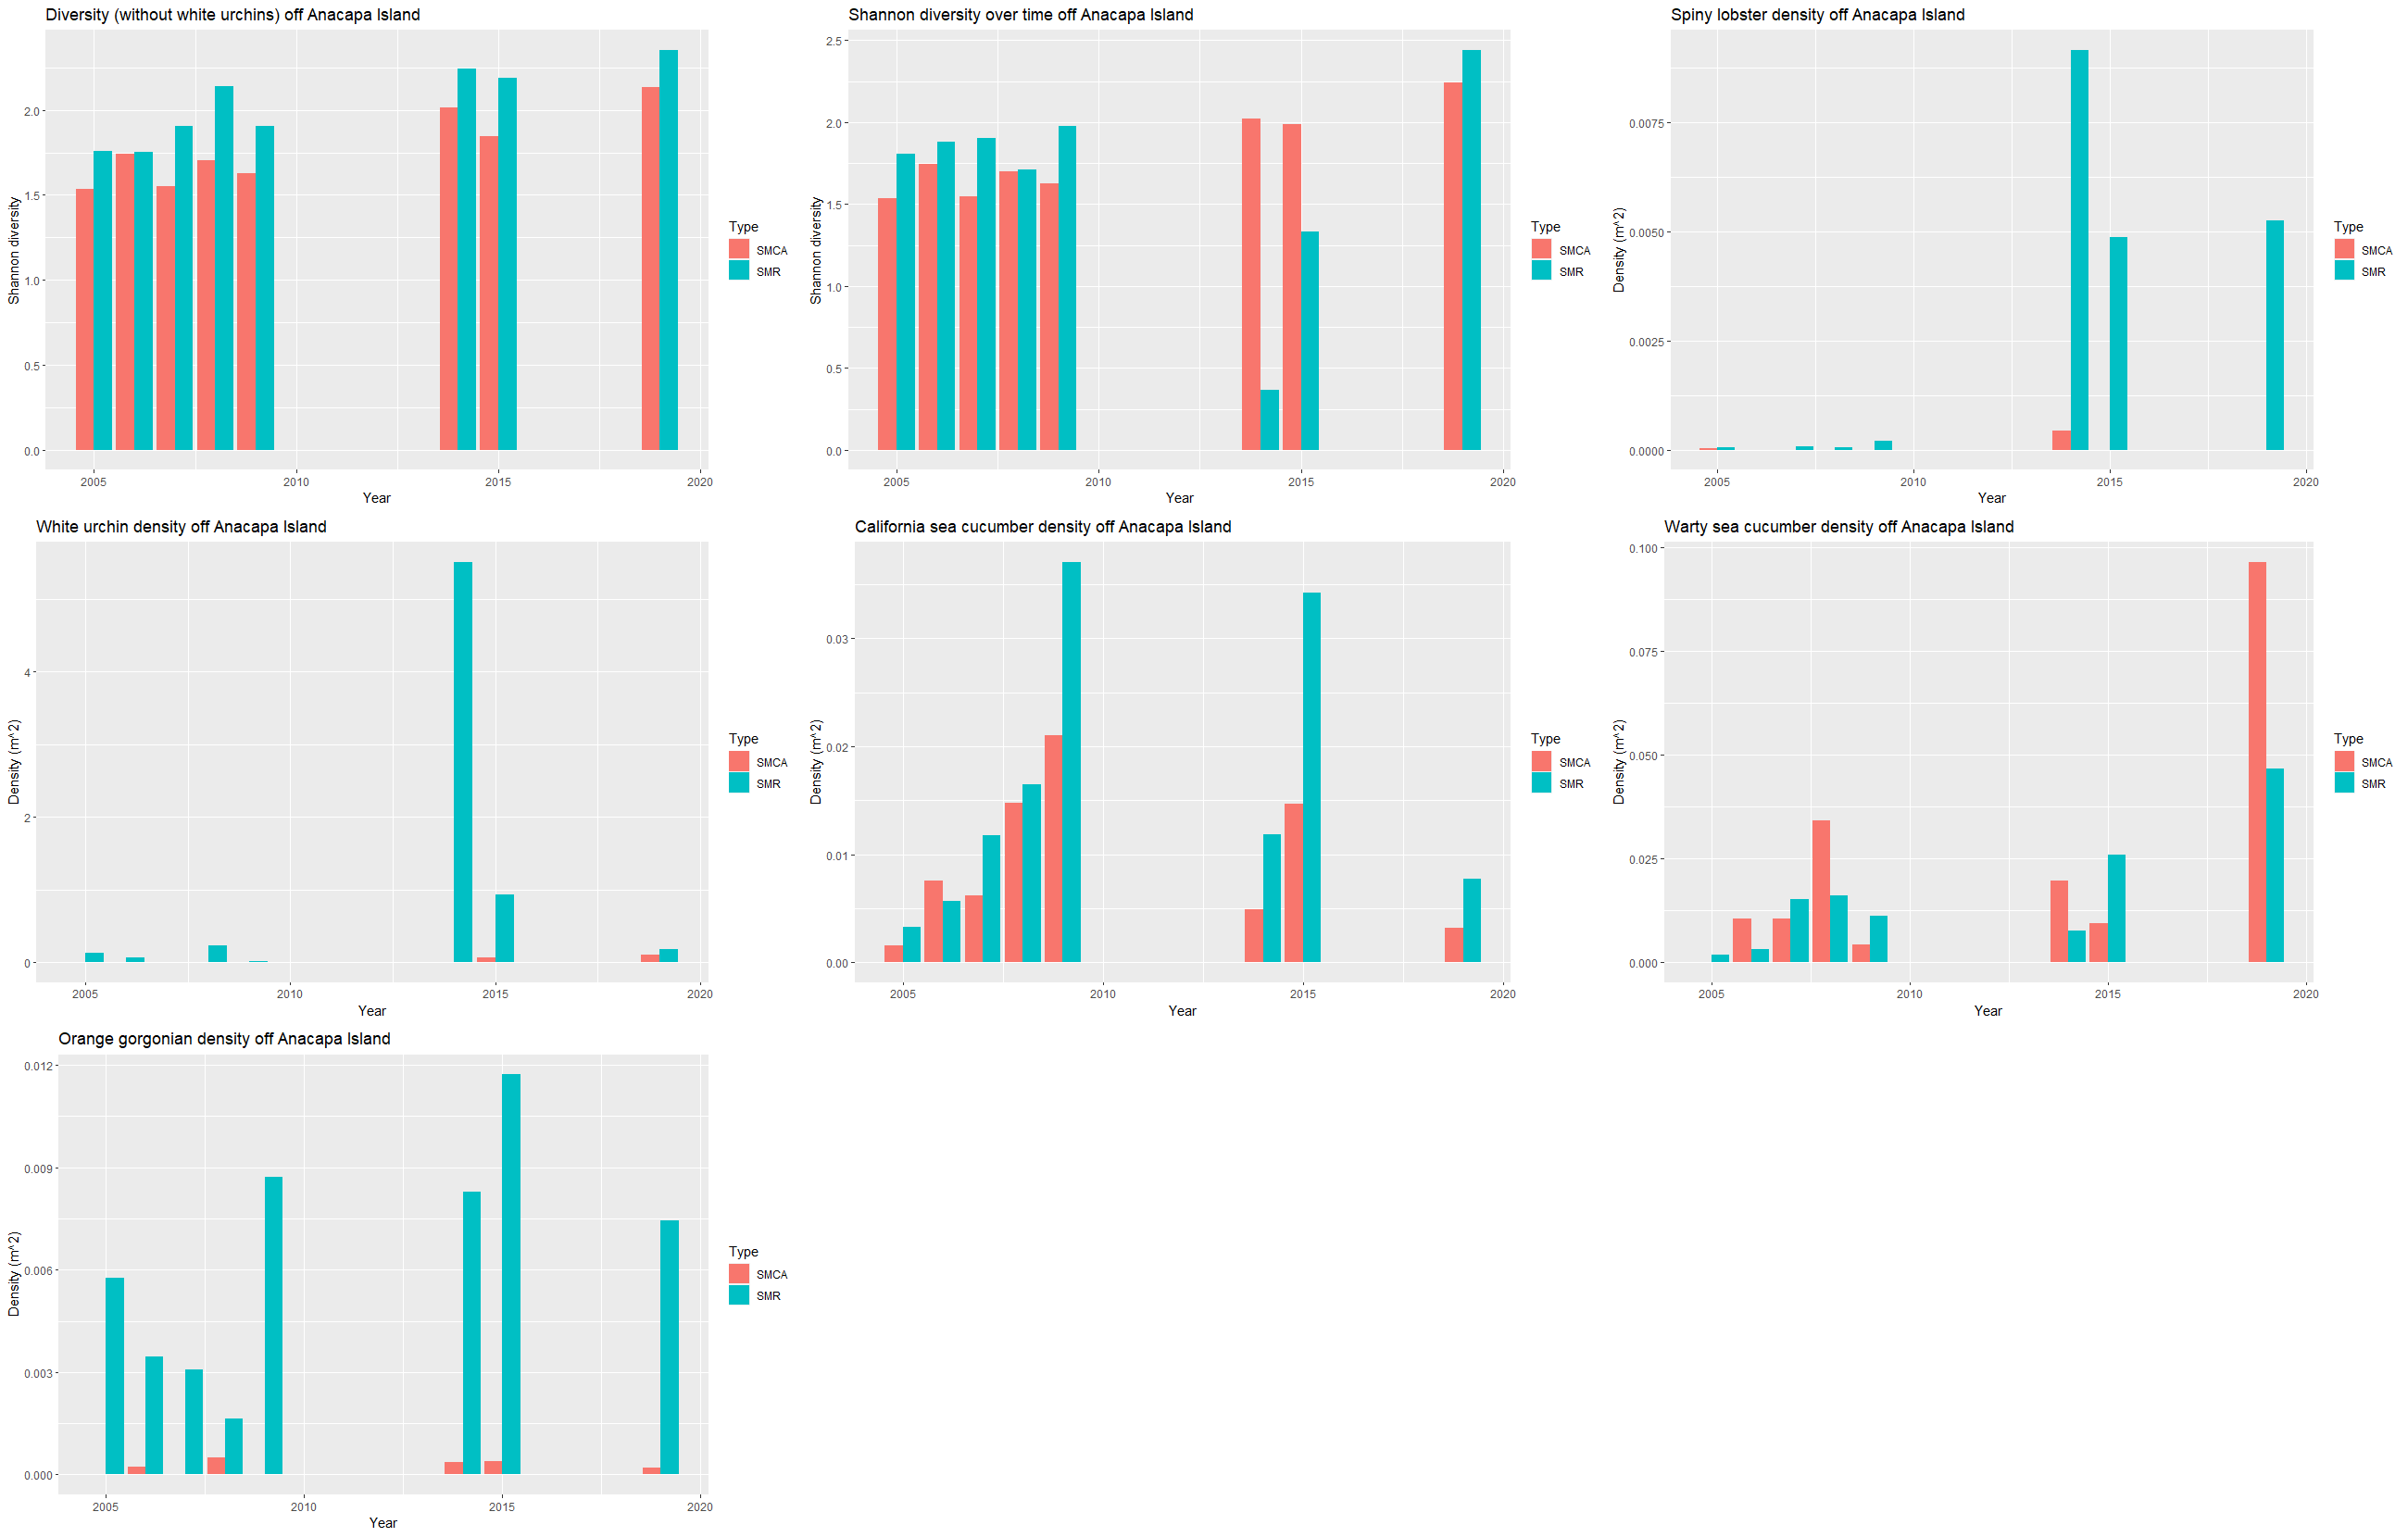 Diversity (without white urchins) off Anacapa Island
Shannon diversity
2.0
1.5
1.0
0.5
0.0
2005
2010
2015
2020
Year
Type
SMCA
SMR
Shannon diversity over time off Anacapa Island
Shannon diversity
2.5
2.0
1.5
1.0
0.5
0.0
2005
2010
2015
2020
Year
Type
SMCA
SMR
Spiny lobster density off Anacapa Island
Density (m^2)
0.0075
0.0050
0.0025
0.0000
2005
2010
2015
2020
Year
Type
SMCA
SMR
White urchin density off Anacapa Island
Density (m^2)
4
2
0
2005
2010
2015
2020
Year
Type
SMCA
SMR
California sea cucumber density off Anacapa Island
Density (m^2)
0.03
0.02
0.01
0.00
2005
2010
2015
2020
Year
Type
SMCA
SMR
Warty sea cucumber density off Anacapa Island
Density (m^2)
0.100
0.075
0.050
0.025
0.000
2005
2010
2015
2020
Year
Type
SMCA
SMR
Orange gorgonian density off Anacapa Island
Density (m^2)
0.012
0.009
0.006
0.003
0.000
2005
2010
2015
2020
Year
Type
SMCA
SMR